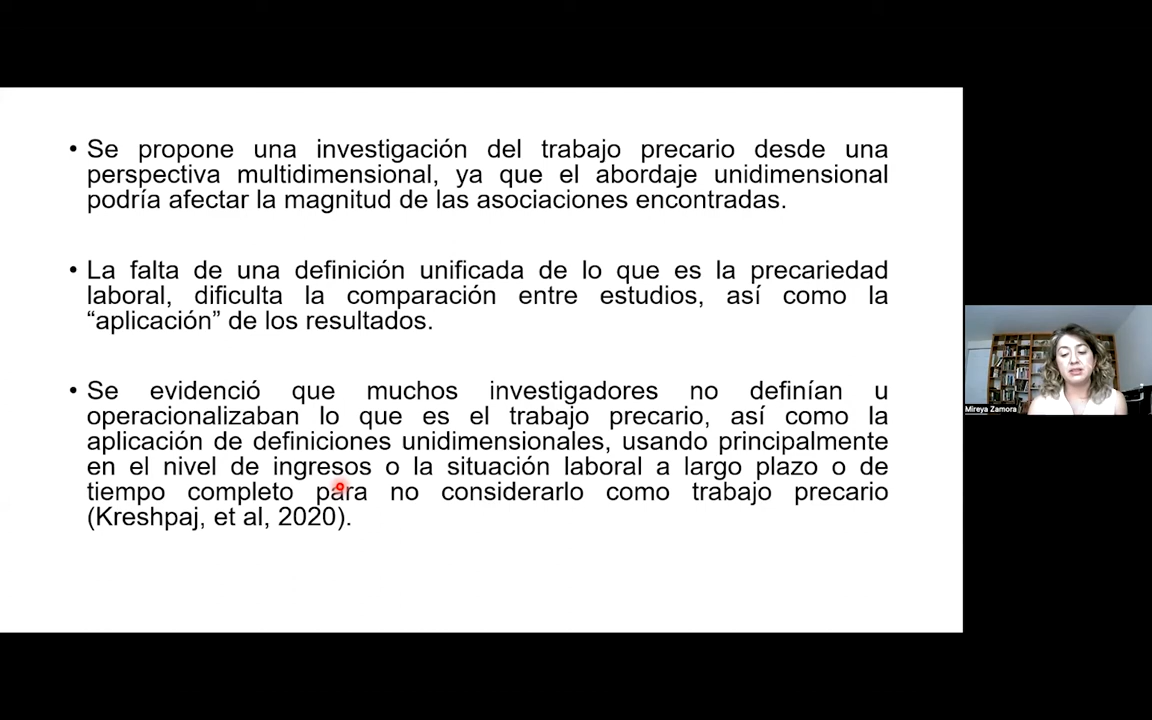 • Se propone una investigación del trabajo precario desde una
perspectiva multidimensional, ya que el abordaje unidimensional
podría afectar la magnitud de las asociaciones encontradas.
• La falta de una definición unificada de lo que es la precariedad
laboral, dificulta la comparación entre estudios, así como la
“aplicación” de los resultados.
• Se evidenció que muchos investigadores no definían u
operacionalizaban lo que es el trabajo precario, así como la
aplicación de definiciones unidimensionales, usando principalmente
en el nivel de ingresos o la situación laboral a largo plazo o de
tiempo completo para no considerarlo como trabajo precario
(Kreshpaj, et al, 2020).
Mireya Zamora